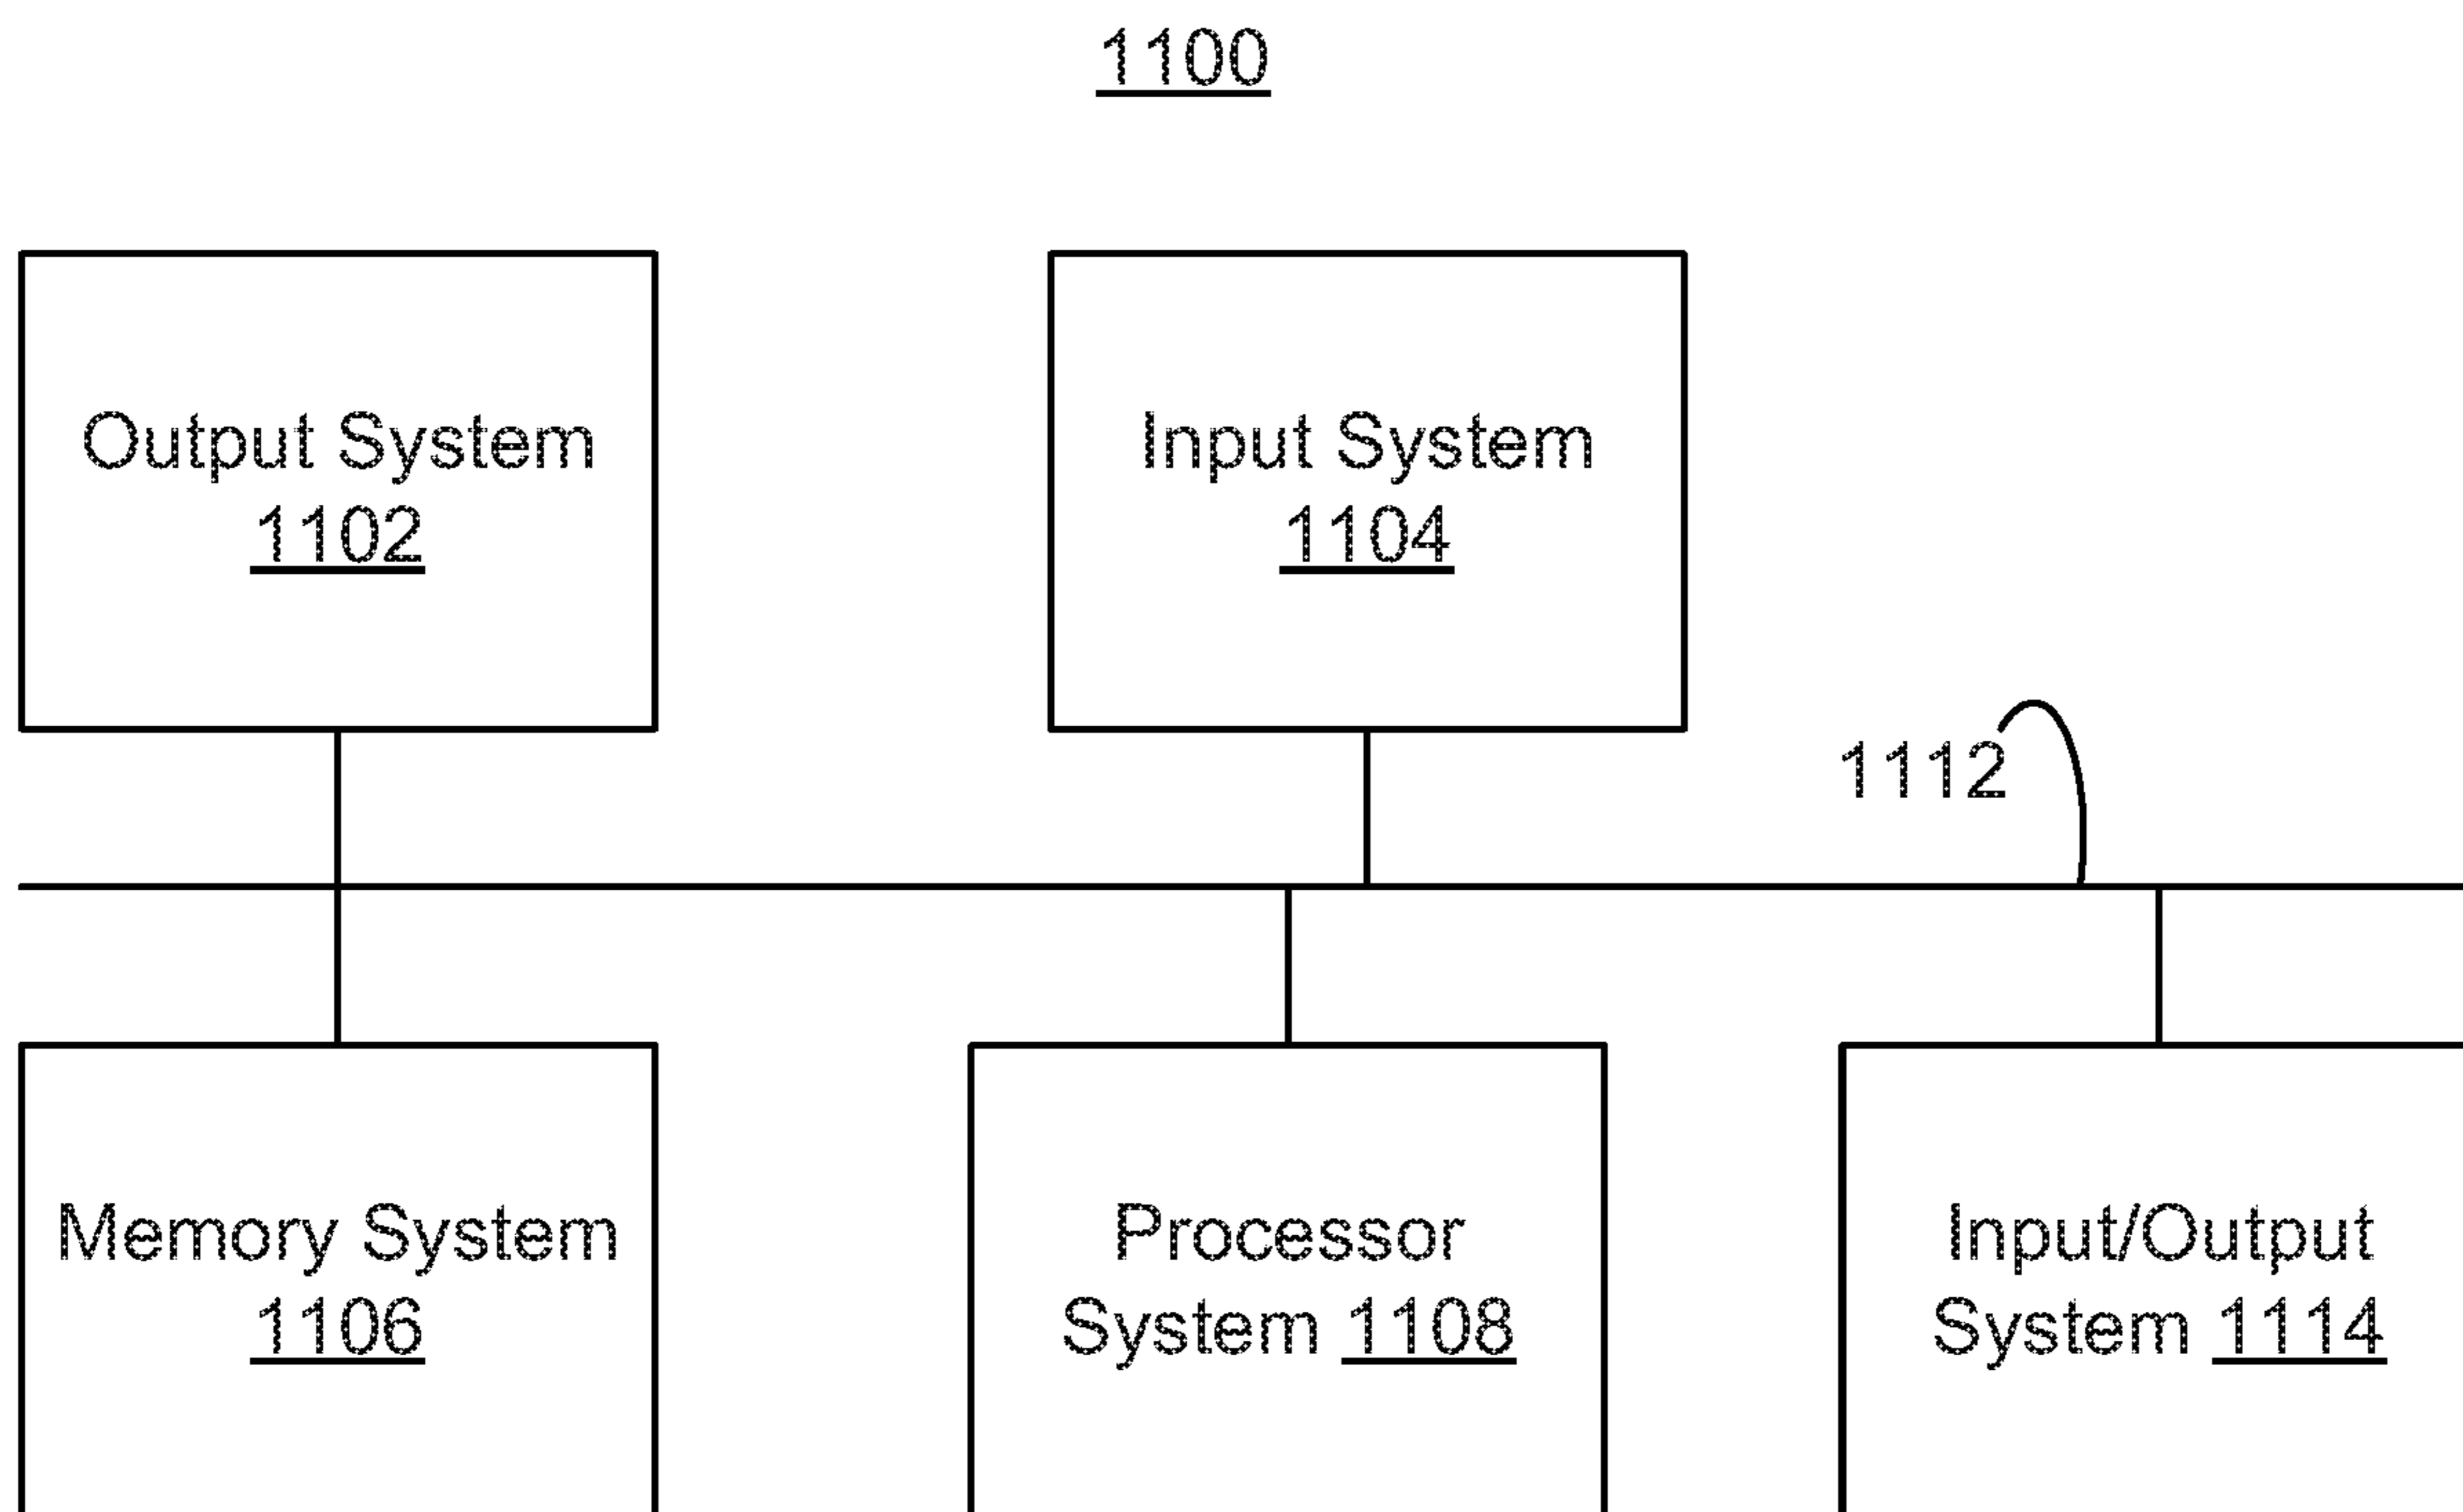 1100
Output System
1102
Input System
1104
1112
Memory System
1106
Processor
System 1108
Input/Output
System 1114